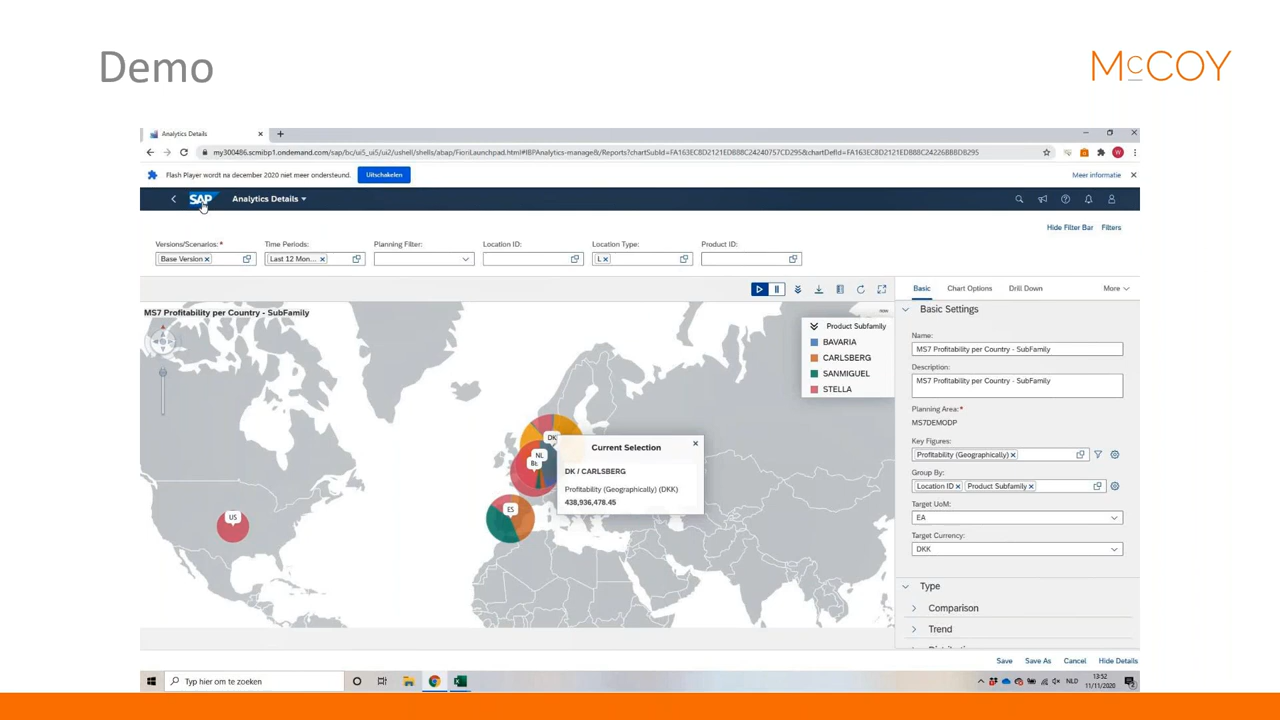 Demo
McCOY
Analytics Details
my300486.scmibp1.ondemand.com/sap/bc/ui5_ui5/ui2/ushell/shells/abap/FioriLaunchpad.html#IBPAnalytics-manage&/Reports?chartSubId=FA163EC8D2121ED888C24240757CD295&chartDefId=FA163EC8D2121ED888C24226BBBDB295
Flash Player wordt na december 2020 niet meer ondersteund.
Uitschakelen
Meer informatie
SAP
Analytics Details
Hide Filter Bar Filters
Versions/Scenarios: * Time Periods: Planning Filter: Location ID: Location Type: Product ID:
Base Version Last 12 Mon... L
Basic Chart Options Drill Down More
MS7 Profitability per Country - SubFamily
Product Subfamily
BAVARIA
CARLSBERG
SANMIGUEL
STELLA
DK
NL
BE
ES
US
Current Selection
DK / CARLSBERG
Profitability (Geographically) (DKK)
438,936,478.45
Basic Settings
Name:
MS7 Profitability per Country - SubFamily
Description:
MS7 Profitability per Country - SubFamily
Planning Area: *
MS7DEMODP
Key Figures:
Profitability (Geographically)
Group By:
Location ID Product Subfamily
Target UoM:
EA
Target Currency:
DKK
Type
Comparison
Trend
Save Save As Cancel Hide Details
Typ hier om te zoeken
NLD
13:52
11/11/2020